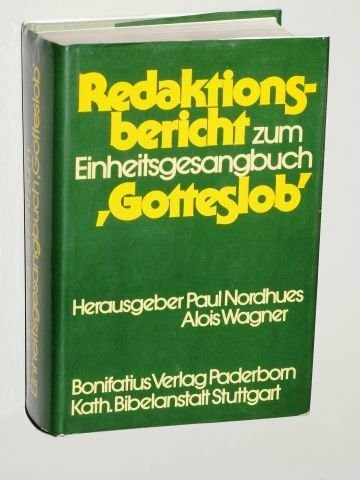 Redaktions-
bericht zum
Einheitsgesangbuch
‚Gotteslob’
Herausgeber Paul Nordhues
Alois Wagner
Bonifatius Verlag Paderborn
Kath. Bibelanstalt Stuttgart
Einheitsgesangbuch ‚Gotteslob’